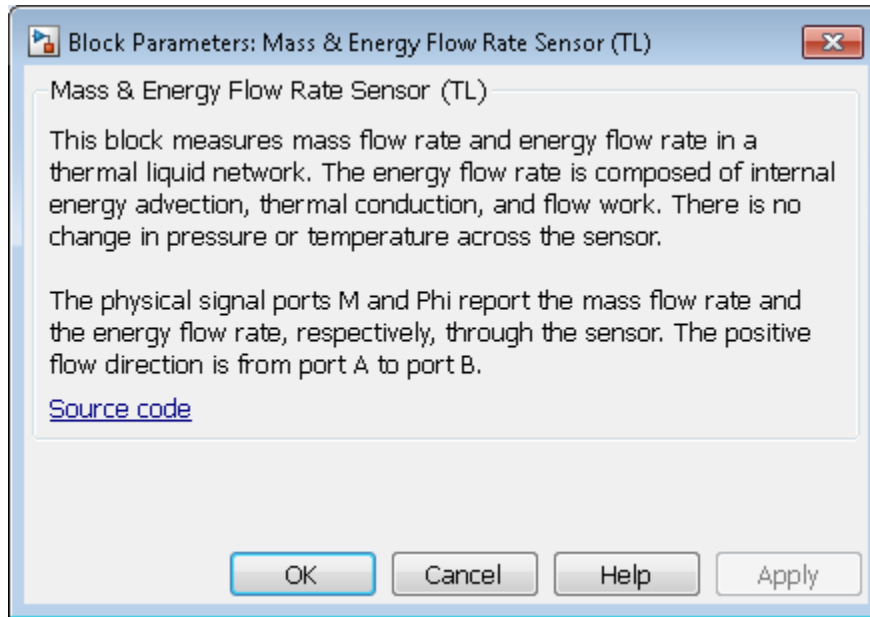 Block Parameters: Mass & Energy Flow Rate Sensor (TL)
Mass & Energy Flow Rate Sensor (TL)
This block measures mass flow rate and energy flow rate in a
thermal liquid network. The energy flow rate is composed of internal
energy advection, thermal conduction, and flow work. There is no
change in pressure or temperature across the sensor.
The physical signal ports M and Phi report the mass flow rate and
the energy flow rate, respectively, through the sensor. The positive
flow direction is from port A to port B.
Source code
OK Cancel Help Apply